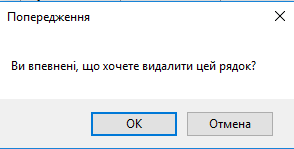 Попередження
Ви впевнені, що хочете видалити цей рядок?
OK
Отмена